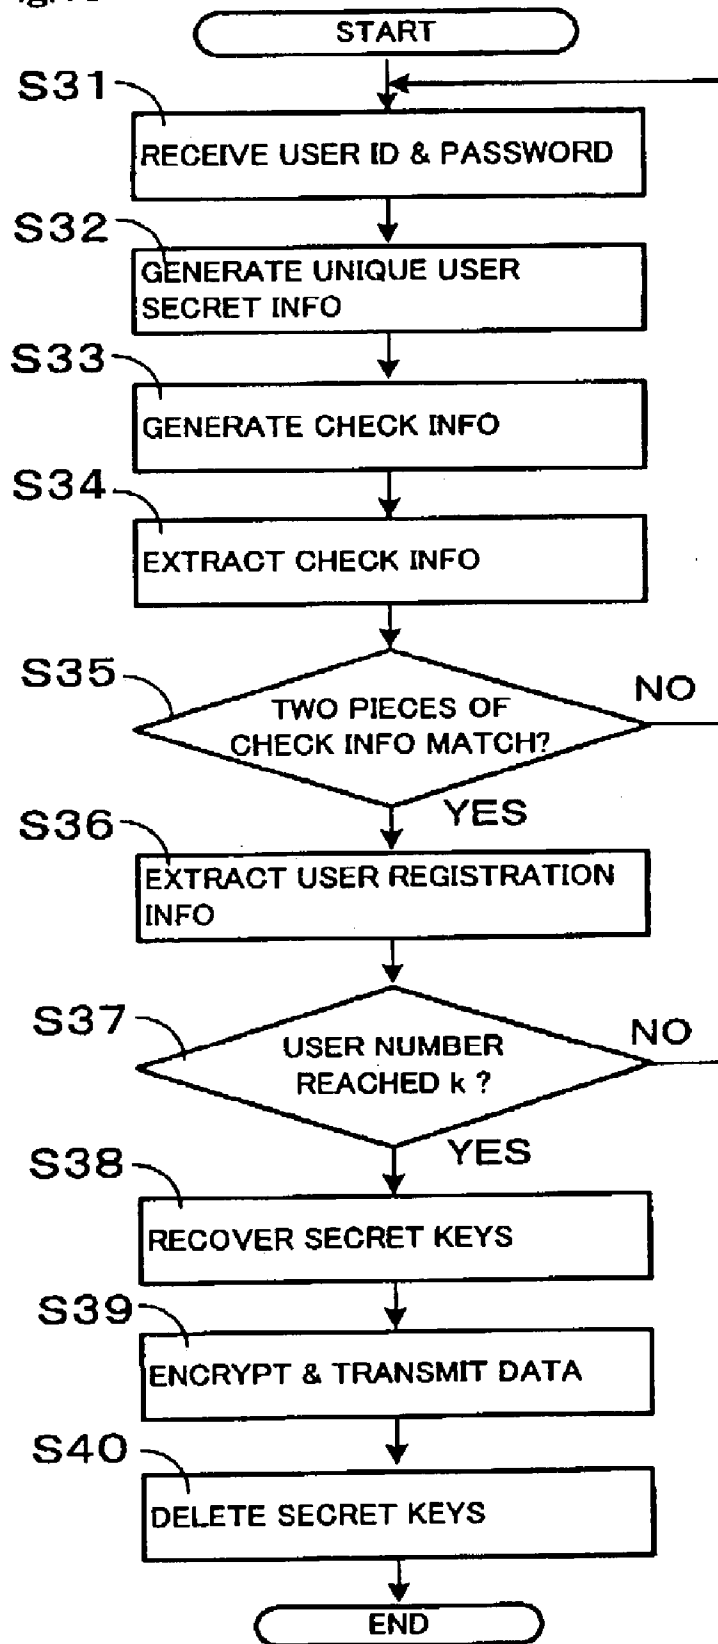 START
S31
RECEIVE USER ID & PASSWORD
S32
GENERATE UNIQUE USER
SECRET INFO
S33
GENERATE CHECK INFO
S34
EXTRACT CHECK INFO
S35
TWO PIECES OF
CHECK INFO MATCH?
NO
YES
S36
EXTRACT USER REGISTRATION
INFO
S37
USER NUMBER
REACHED k ?
NO
YES
S38
RECOVER SECRET KEYS
S39
ENCRYPT & TRANSMIT DATA
S40
DELETE SECRET KEYS
END